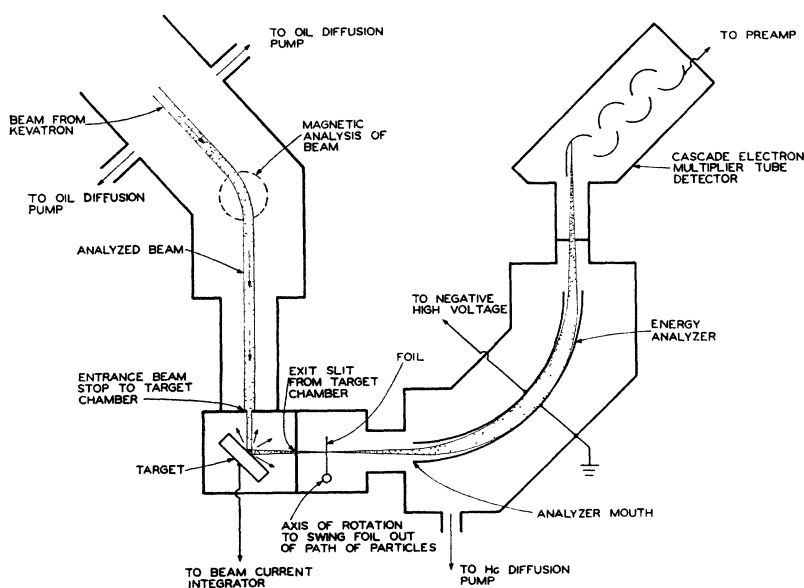 TO OIL DIFFUSION
PUMP
TO PREAMP
BEAM FROM
KEVATRON
MAGNETIC
ANALYSIS OF
BEAM
CASCADE ELECTRON
MULTIPLIER TUBE
DETECTOR
TO OIL DIFFUSION
PUMP
ANALYZED BEAM
TO NEGATIVE
HIGH VOLTAGE
ENERGY
ANALYZER
ENTRANCE BEAM
STOP TO TARGET
CHAMBER
EXIT SLIT
FROM TARGET
CHAMBER
FOIL
TARGET
AXIS OF ROTATION
TO SWING FOIL OUT
OF PATH OF PARTICLES
ANALYZER MOUTH
TO BEAM CURRENT
INTEGRATOR
TO HG DIFFUSION
PUMP